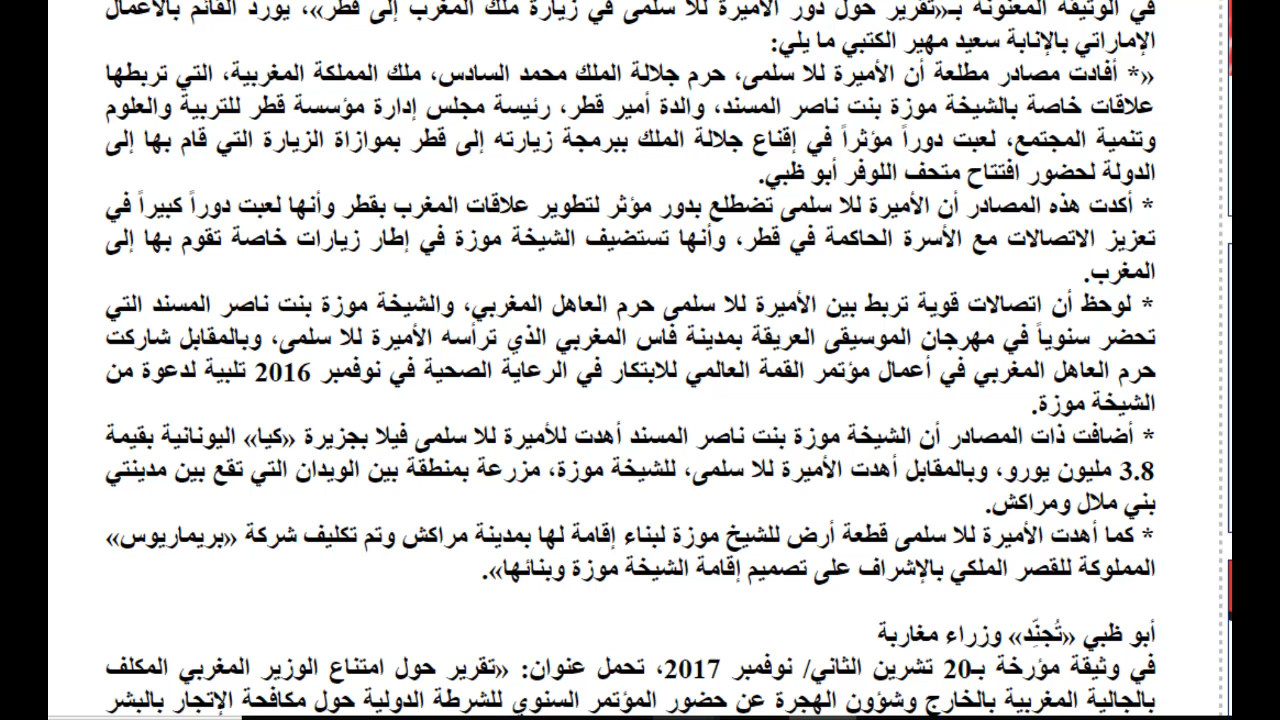 في الوثيقة المعنونة بـ«تقرير حول دور الأميرة للا سلمى في زيارة ملك المغرب إلى قطر»، يورد القائم بالأعمال
الإماراتي بالإنابة سعيد مهير الكتبي ما يلي:
«* أفادت مصادر مطلعة أن الأميرة للا سلمى، حرم جلالة الملك محمد السادس، ملك المملكة المغربية، التي تربطها
علاقات خاصة بالشيخة موزة بنت ناصر المسند، والدة أمير قطر، رئيسة مجلس إدارة مؤسسة قطر للتربية والعلوم
وتنمية المجتمع، لعبت دوراً مؤثراً في إقناع جلالة الملك ببرمجة زيارته إلى قطر بموازاة الزيارة التي قام بها إلى
الدولة لحضور افتتاح متحف اللوفر أبو ظبي.
* أكدت هذه المصادر أن الأميرة للا سلمى تضطلع بدور مؤثر لتطوير علاقات المغرب بقطر وأنها لعبت دوراً كبيراً في
تعزيز الاتصالات مع الأسرة الحاكمة في قطر، وأنها تستضيف الشيخة موزة في إطار زيارات خاصة تقوم بها إلى
المغرب.
* لوحظ أن اتصالات قوية تربط بين الأميرة للا سلمى حرم العاهل المغربي، والشيخة موزة بنت ناصر المسند التي
تحضر سنوياً في مهرجان الموسيقى العريقة بمدينة فاس المغربي الذي ترأسه الأميرة للا سلمى، وبالمقابل شاركت
حرم العاهل المغربي في أعمال مؤتمر القمة العالمي للابتكار في الرعاية الصحية في نوفمبر 2016 تلبية لدعوة من
الشيخة موزة.
* أضافت ذات المصادر أن الشيخة موزة بنت ناصر المسند أهدت للأميرة للا سلمى فيلا بجزيرة «كيا» اليونانية بقيمة
3.8 مليون يورو، وبالمقابل أهدت الأميرة للا سلمى، للشيخة موزة، مزرعة بمنطقة بين الويدان التي تقع بين مدينتي
بني ملال ومراكش.
* كما أهدت الأميرة للا سلمى قطعة أرض للشيخ موزة لبناء إقامة لها بمدينة مراكش وتم تكليف شركة «بريماريوس»
المملوكة للقصر الملكي بالإشراف على تصميم إقامة الشيخة موزة وبنائها».
أبو ظبي «تُجنِّد» وزراء مغاربة
في وثيقة مؤرخة بـ20 تشرين الثاني/ نوفمبر 2017، تحمل عنوان: «تقرير حول امتناع الوزير المغربي المكلف
بالجالية المغربية بالخارج وشؤون الهجرة عن حضور المؤتمر السنوي للشرطة الدولية حول مكافحة الإتجار بالبشر